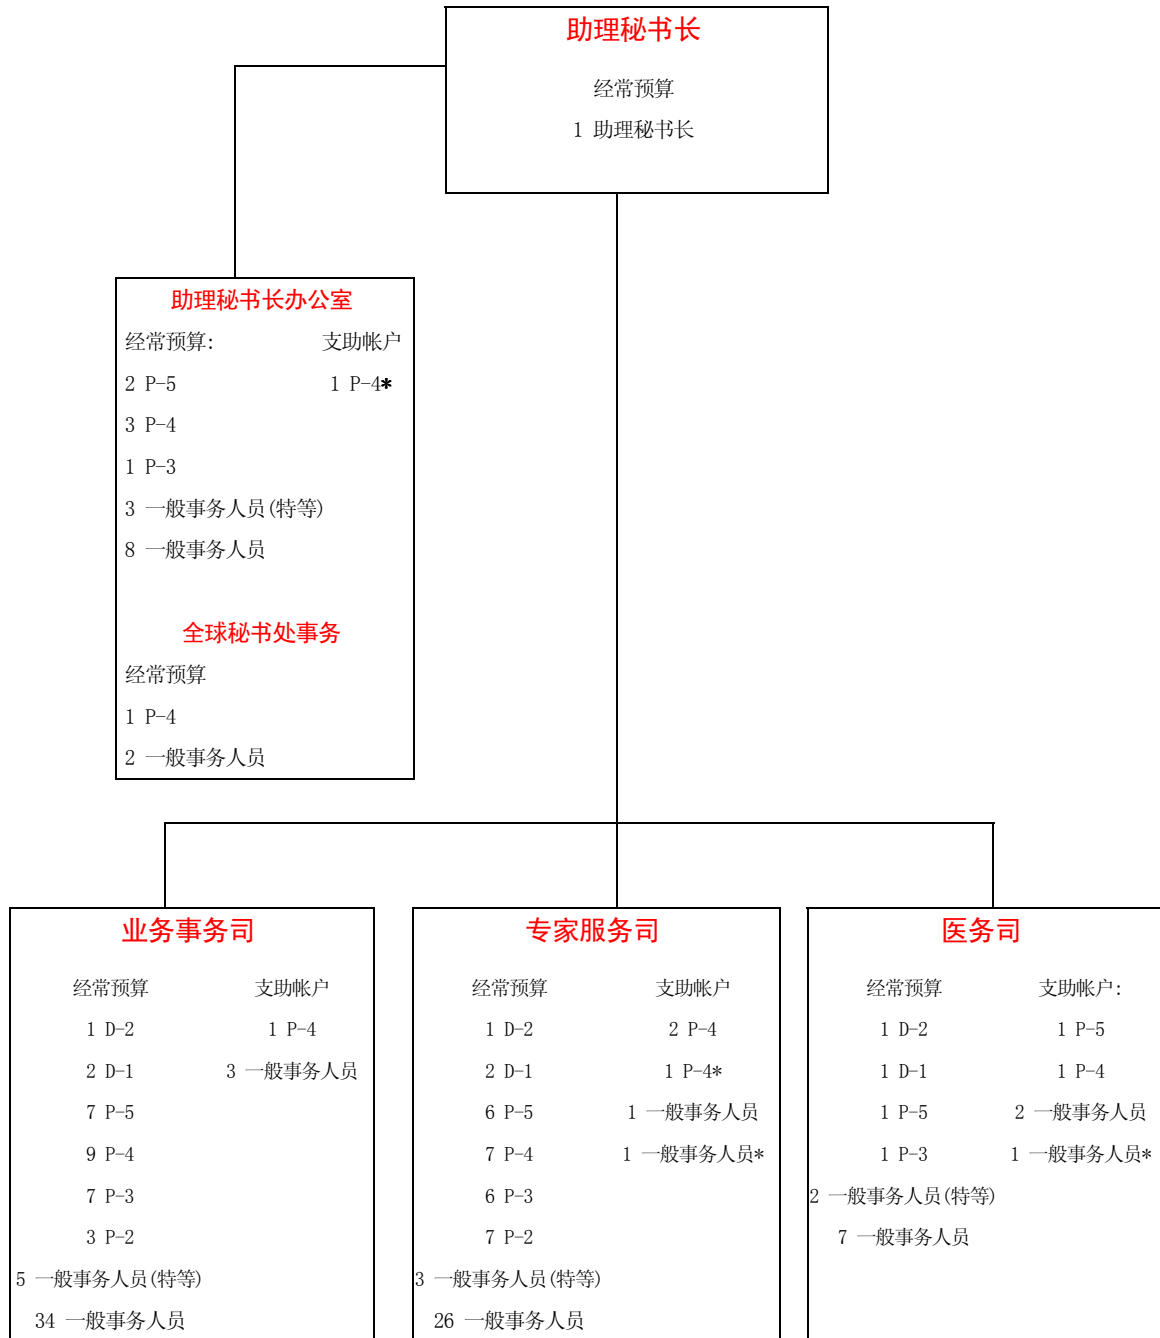 助理秘书长
经常预算
1 助理秘书长
助理秘书长办公室
经常预算: 支助帐户
2 P-5 1 P-4*
3 P-4
1 P-3
3 一般事务人员(特等)
8 一般事务人员
全球秘书处事务
经常预算
1 P-4
2 一般事务人员
业务事务司
经常预算 支助帐户
1 D-2 1 P-4
2 D-1 3 一般事务人员
7 P-5
9 P-4
7 P-3
3 P-2
5 一般事务人员(特等)
34 一般事务人员
专家服务司
经常预算 支助帐户
1 D-2 2 P-4
2 D-1 1 P-4*
6 P-5 1 一般事务人员
7 P-4 1 一般事务人员*
6 P-3
7 P-2
3 一般事务人员(特等)
26 一般事务人员
医务司
经常预算 支助帐户:
1 D-2 1 P-5
1 D-1 1 P-4
1 P-5 2 一般事务人员
1 P-3 1 一般事务人员*
2 一般事务人员(特等)
7 一般事务人员